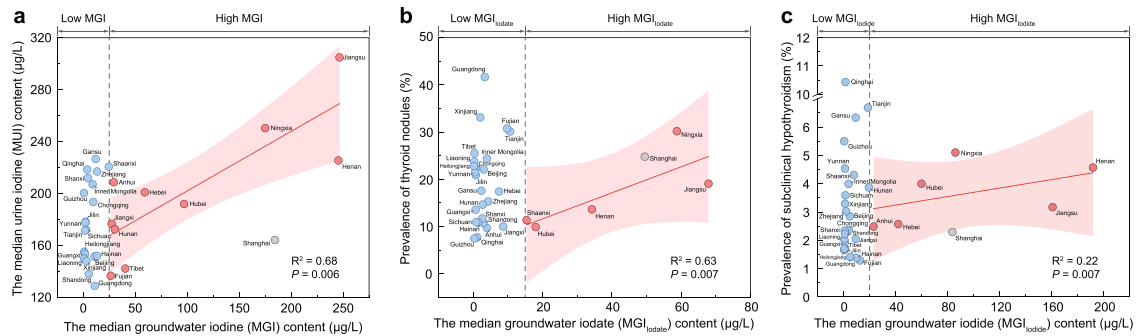 a
Low MGI
High MGI
The median urine iodine (MUI) content (μg/L)
320
280
240
200
160
120
Jiangsu
Ningxia
Henan
Gansu
Qinghai
Shaanxi
Zhejiang
Shanxi
Anhui
Inner Mongolia
Hebei
Guizhou
Chongqing
Hubei
Jilin
Yunnan
Jiangxi
Sichuan
Hunan
Shanghai
Heilongjiang
Guangxi
Hainan
Liaoning
Beijing
Xinjiang
Tibet
Shandong
Fujian
Guangdong
R² = 0.68
P = 0.006
0
50
100
150
200
250
The median groundwater iodine (MGI) content (μg/L)
b
Low MGIIodate
High MGIIodate
Prevalence of thyroid nodules (%)
50
40
30
20
10
0
Guangdong
Xinjiang
Fujian
Tianjin
Ningxia
Tibet
Inner Mongolia
Liaoning
Chongqing
Heilongjiang
Yunnan
Beijing
Jilin
Shanghai
Gansu
Hubei
Jiangsu
Hainan
Guangxi
Shanxi
Henan
Sichuan
Shandong
Shaanxi
Hunan
Anhui
Jiangxi
Hubei
Guizhou
Qinghai
R² = 0.63
P = 0.007
0
20
40
60
80
The median groundwater iodate (MGIIodate) content (μg/L)
c
Low MGIIodide
High MGIIodide
Prevalence of subclinical hypothyroidism (%)
12
11
10
6
5
4
3
2
1
0
Qinghai
Tianjin
Gansu
Guizhou
Ningxia
Yunnan
Henan
Shaanxi
Inner Mongolia
Hunan
Hubei
Sichuan
Shanxi
Jiangsu
Zhejiang
Beijing
Chongqing
Anhui
Hebei
Liaoning
Shandong
Shanghai
Guangxi
Jiangxi
Tibet
Jilin
Hainan
Heilongjiang
Guangdong
Fujian
R² = 0.22
P = 0.007
0
40
80
120
160
200
The median groundwater iodide (MGIIodide) content (μg/L)